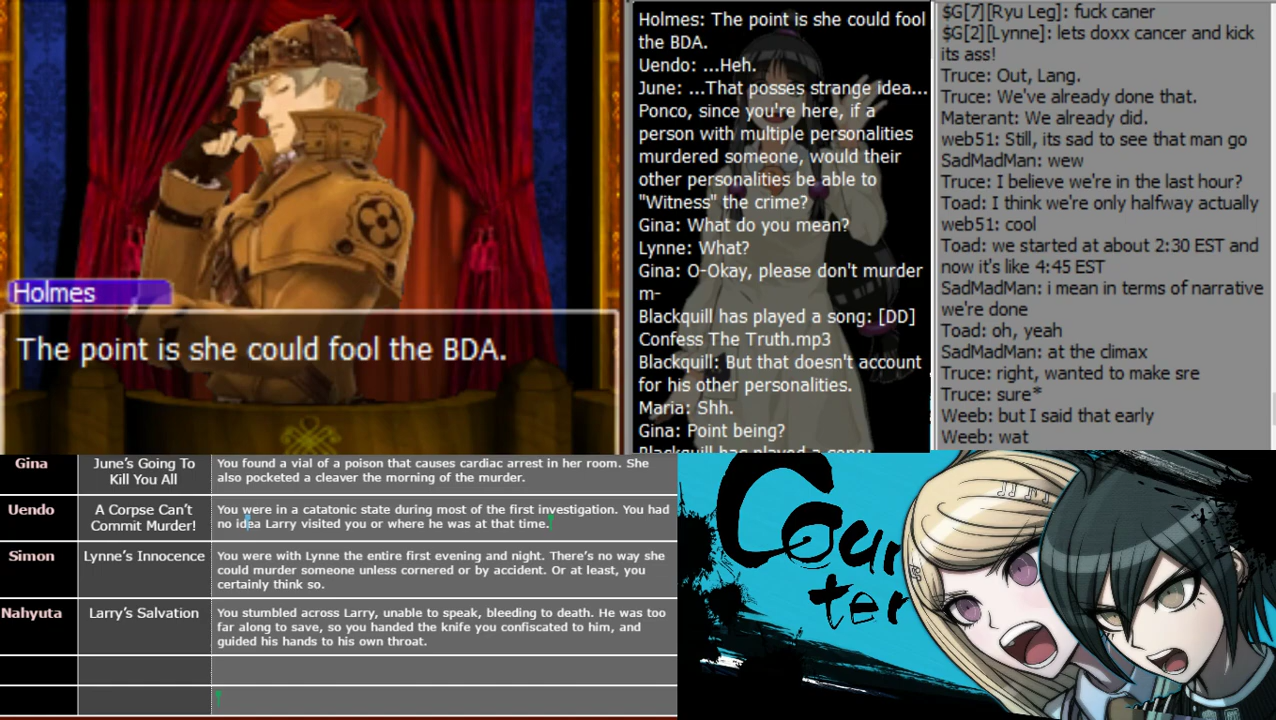 Holmes
The point is she could fool the BDA.
Holmes: The point is she could fool
the BDA.
Uendo: ...Heh.
June: ...That posses strange idea...
Ponco, since you're here, if a
person with multiple personalities
murdered someone, would their
other personalities be able to
"Witness" the crime?
Gina: What do you mean?
Lynne: What?
Gina: O-Okay, please don't murder
m-
Blackquill has played a song: [DD]
Confess The Truth.mp3
Blackquill: But that doesn't account
for his other personalities.
Maria: Shh.
Gina: Point being?
Blackquill has played a song:
$G[7][Ryu Leg]: fuck caner
$G[2][Lynne]: lets doxx cancer and kick
its ass!
Truce: Out, Lang.
Truce: We've already done that.
Materant: We already did.
web51: Still, its sad to see that man go
SadMadMan: wew
Truce: I believe we're in the last hour?
Toad: I think we're only halfway actually
web51: cool
Toad: we started at about 2:30 EST and
now it's like 4:45 EST
SadMadMan: i mean in terms of narrative
we're done
Toad: oh, yeah
SadMadMan: at the climax
Truce: right, wanted to make sre
Truce: sure*
Weeb: but I said that early
Weeb: wat
Gina
June's Going To
Kill You All
You found a vial of a poison that causes cardiac arrest in her room. She
also pocketed a cleaver the morning of the murder.
Uendo
A Corpse Can't
Commit Murder!
You were in a catatonic state during most of the first investigation. You had
no idea Larry visited you or where he was at that time.
Simon
Lynne's Innocence
You were with Lynne the entire first evening and night. There's no way she
could murder someone unless cornered or by accident. Or at least, you
certainly think so.
Nahyuta
Larry's Salvation
You stumbled across Larry, unable to speak, bleeding to death. He was too
far along to save, so you handed the knife you confiscated to him, and
guided his hands to his own throat.
Coun
ter